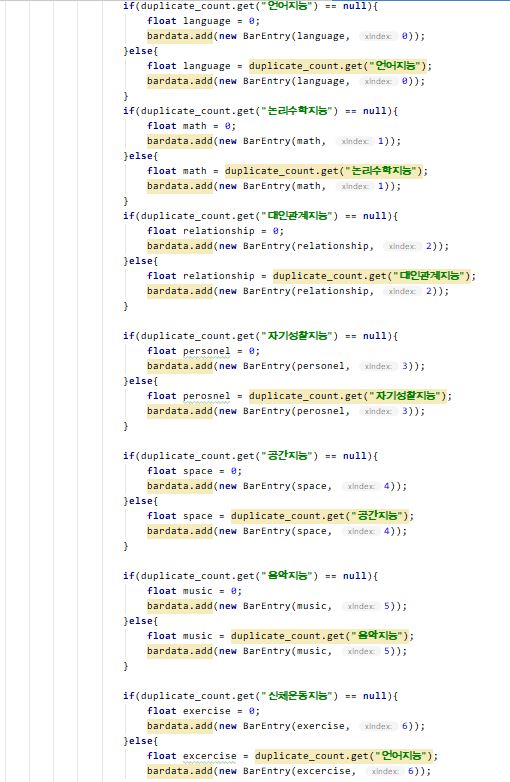 if(duplicate_count.get("언어지능") == null){
float language = 0;
bardata.add(new BarEntry(language, xIndex: 0));
}else{
float language = duplicate_count.get("언어지능");
bardata.add(new BarEntry(language, xIndex: 0));
}
if(duplicate_count.get("논리수학지능") == null){
float math = 0;
bardata.add(new BarEntry(math, xIndex: 1));
}else{
float math = duplicate_count.get("논리수학지능");
bardata.add(new BarEntry(math, xIndex: 1));
}
if(duplicate_count.get("대인관계지능") == null){
float relationship = 0;
bardata.add(new BarEntry(relationship, xIndex: 2));
}else{
float relationship = duplicate_count.get("대인관계지능");
bardata.add(new BarEntry(relationship, xIndex: 2));
}
if(duplicate_count.get("자기성찰지능") == null){
float personel = 0;
bardata.add(new BarEntry(personel, xIndex: 3));
}else{
float perosnel = duplicate_count.get("자기성찰지능");
bardata.add(new BarEntry(perosnel, xIndex: 3));
}
if(duplicate_count.get("공간지능") == null){
float space = 0;
bardata.add(new BarEntry(space, xIndex: 4));
}else{
float space = duplicate_count.get("공간지능");
bardata.add(new BarEntry(space, xIndex: 4));
}
if(duplicate_count.get("음악지능") == null){
float music = 0;
bardata.add(new BarEntry(music, xIndex: 5));
}else{
float music = duplicate_count.get("음악지능");
bardata.add(new BarEntry(music, xIndex: 5));
}
if(duplicate_count.get("신체운동지능") == null){
float exercise = 0;
bardata.add(new BarEntry(exercise, xIndex: 6));
}else{
float excercise = duplicate_count.get("언어지능");
bardata.add(new BarEntry(excercise, xIndex: 6));